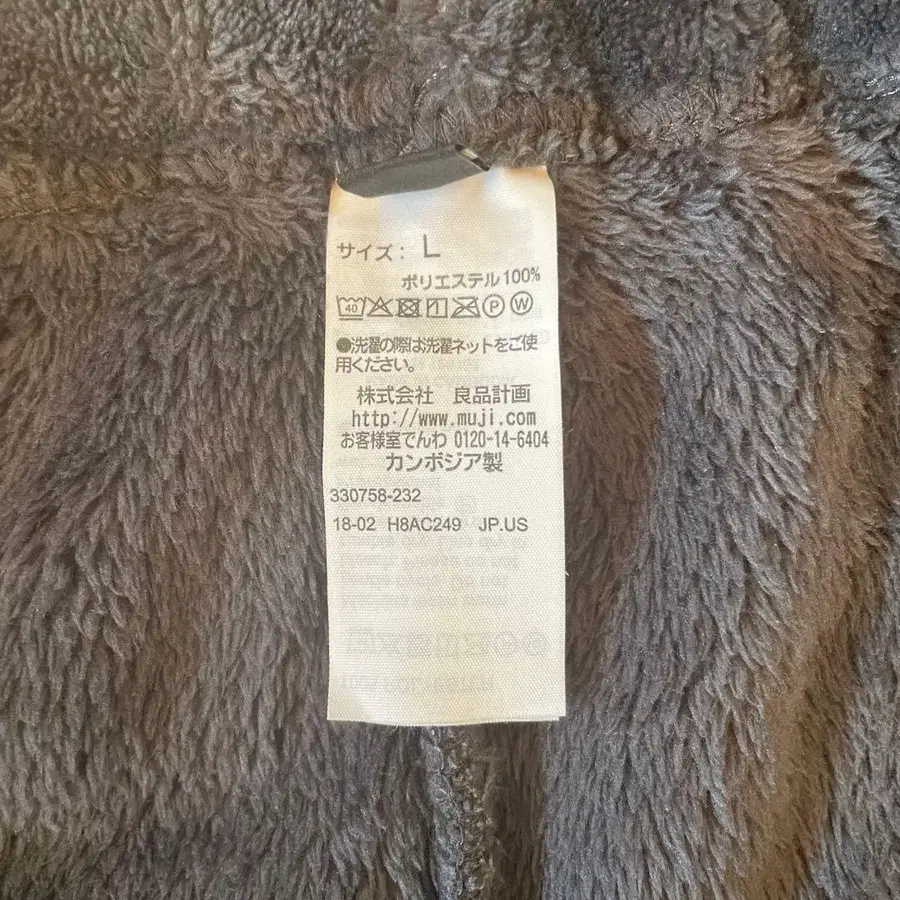 サイズ: L
ポリエステル100%
40 1 P W
●洗濯の際は洗濯ネットをご使
用ください。
株式会社 良品計画
http://www.muji.com
お客様室でんわ 0120-14-6404
カンボジア製
330758-232
18-02 H8AC249 JP.US